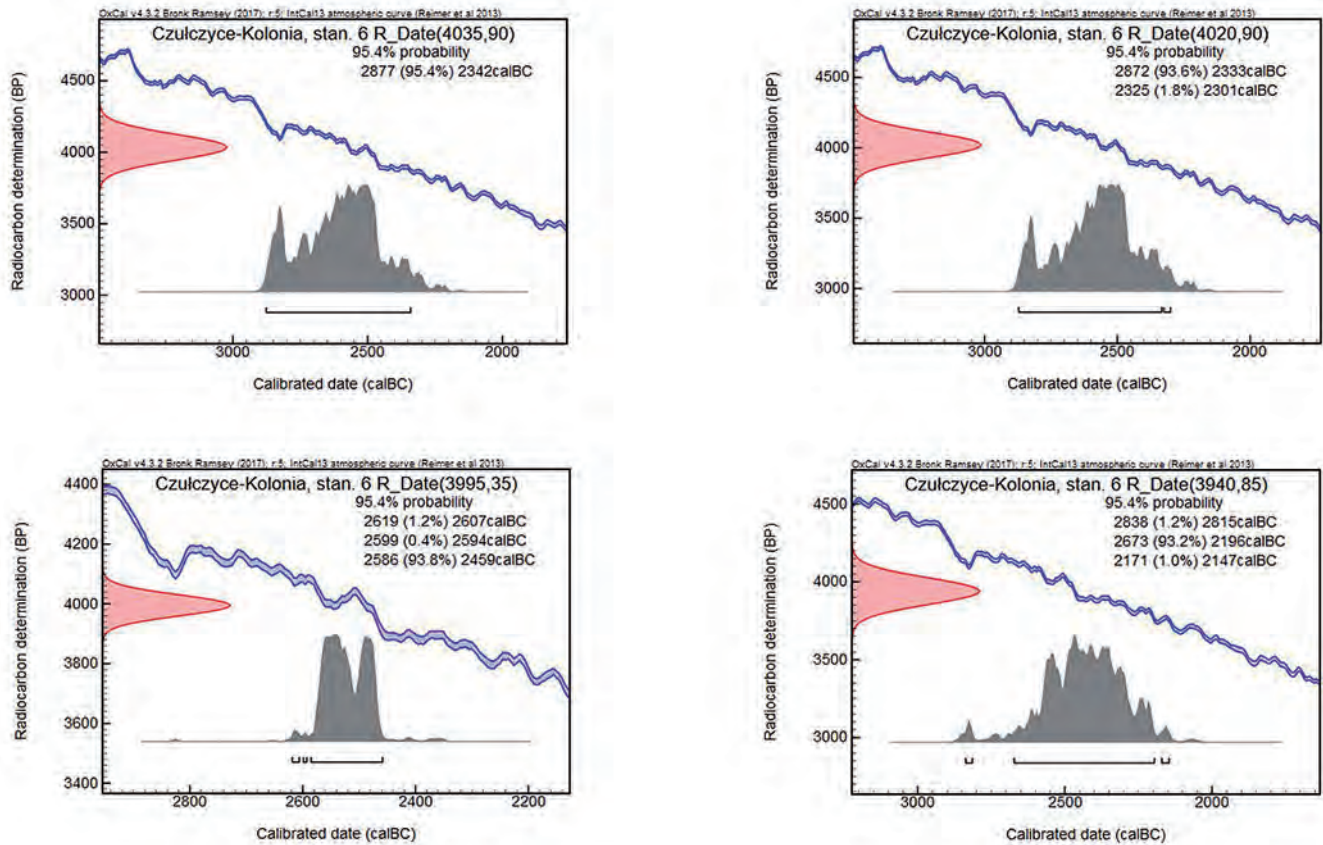 OxCal v4.3.2 Bronk Ramsey (2017); r:5; IntCal13 atmospheric curve (Reimer et al 2013)
Czułczyce-Kolonia, stan. 6 R_Date(4035,90)
95.4% probability
2877 (95.4%) 2342calBC
Radiocarbon determination (BP)
4500
4000
3500
3000
3000 2500 2000
Calibrated date (calBC)
OxCal v4.3.2 Bronk Ramsey (2017); r:5; IntCal13 atmospheric curve (Reimer et al 2013)
Czułczyce-Kolonia, stan. 6 R_Date(4020,90)
95.4% probability
2872 (93.6%) 2333calBC
2325 (1.8%) 2301calBC
Radiocarbon determination (BP)
4500
4000
3500
3000
3000 2500 2000
Calibrated date (calBC)
OxCal v4.3.2 Bronk Ramsey (2017); r:5; IntCal13 atmospheric curve (Reimer et al 2013)
Czułczyce-Kolonia, stan. 6 R_Date(3995,35)
95.4% probability
2619 (1.2%) 2607calBC
2599 (0.4%) 2594calBC
2586 (93.8%) 2459calBC
Radiocarbon determination (BP)
4400
4200
4000
3800
3600
3400
2800 2600 2400 2200
Calibrated date (calBC)
OxCal v4.3.2 Bronk Ramsey (2017); r:5; IntCal13 atmospheric curve (Reimer et al 2013)
Czułczyce-Kolonia, stan. 6 R_Date(3940,85)
95.4% probability
2838 (1.2%) 2815calBC
2673 (93.2%) 2196calBC
2171 (1.0%) 2147calBC
Radiocarbon determination (BP)
4500
4000
3500
3000
3000 2500 2000
Calibrated date (calBC)